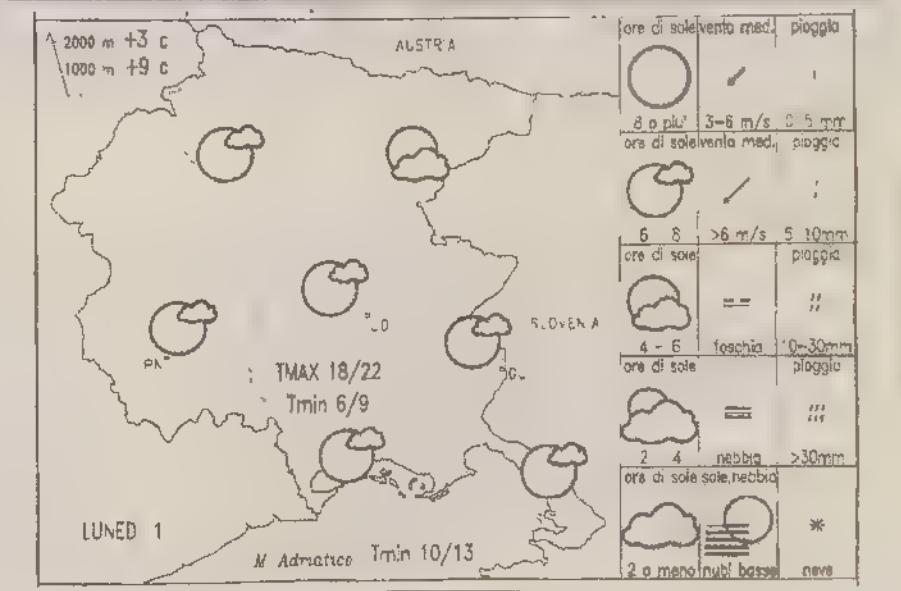 2000 m +3 c
1000 m +9 c
AUSTRIA
UD
SLOVENIA
PN
TMAX 18/22
Tmin 6/9
LUNED 1
M Adriatico
Tmin 10/13
ore di sole vento med. pioggia
8 o piu' 3-6 m/s 0 5 mm
ore di sole vento med. pioggia
6 8 >6 m/s 5 10mm
ore di sole pioggia
4 - 6 foschia 10-30mm
ore di sole pioggia
2 4 nebbia >30mm
ore di sole sole, nebbia
2 o meno nubi basse neve